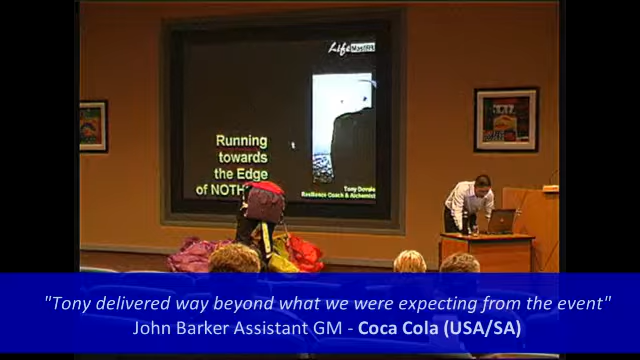 Life
Running
towards
the Edge
of NOTH
Tony
Resilience Coach & Alchemist
"Tony delivered way beyond what we were expecting from the event"
John Barker Assistant GM - Coca Cola (USA/SA)